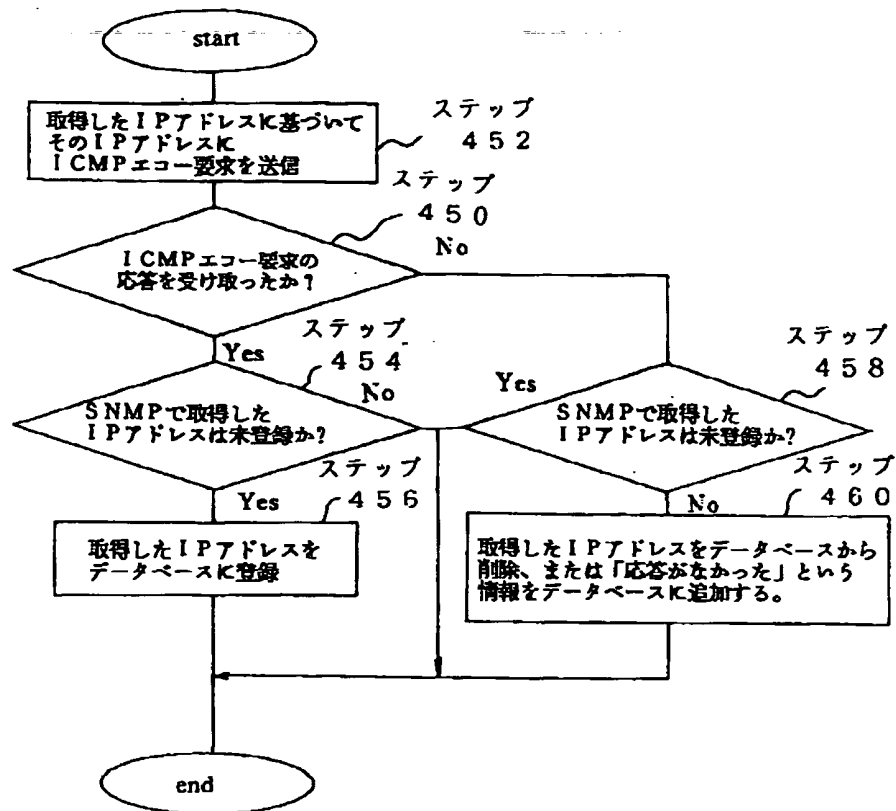 start
取得したIPアドレスに基づいて
そのIPアドレスに
ICMPエコー要求を送信
ステップ
452
ステップ
450
ICMPエコー要求の
応答を受け取ったか？
No
Yes
ステップ
454
SNMPで取得した
IPアドレスは未登録か？
No
Yes
ステップ
458
SNMPで取得した
IPアドレスは未登録か？
Yes
ステップ
456
取得したIPアドレスを
データベースに登録
No
ステップ
460
取得したIPアドレスをデータベースから
削除、または「応答がなかった」という
情報をデータベースに追加する。
end